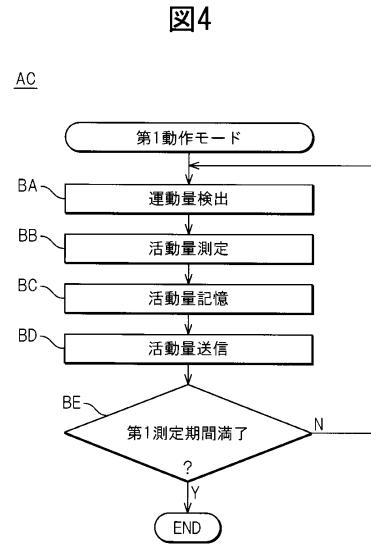 図4
AC
第1動作モード
BA
運動量検出
BB
活動量測定
BC
活動量記憶
BD
活動量送信
BE
第1測定期間満了
?
N
Y
END